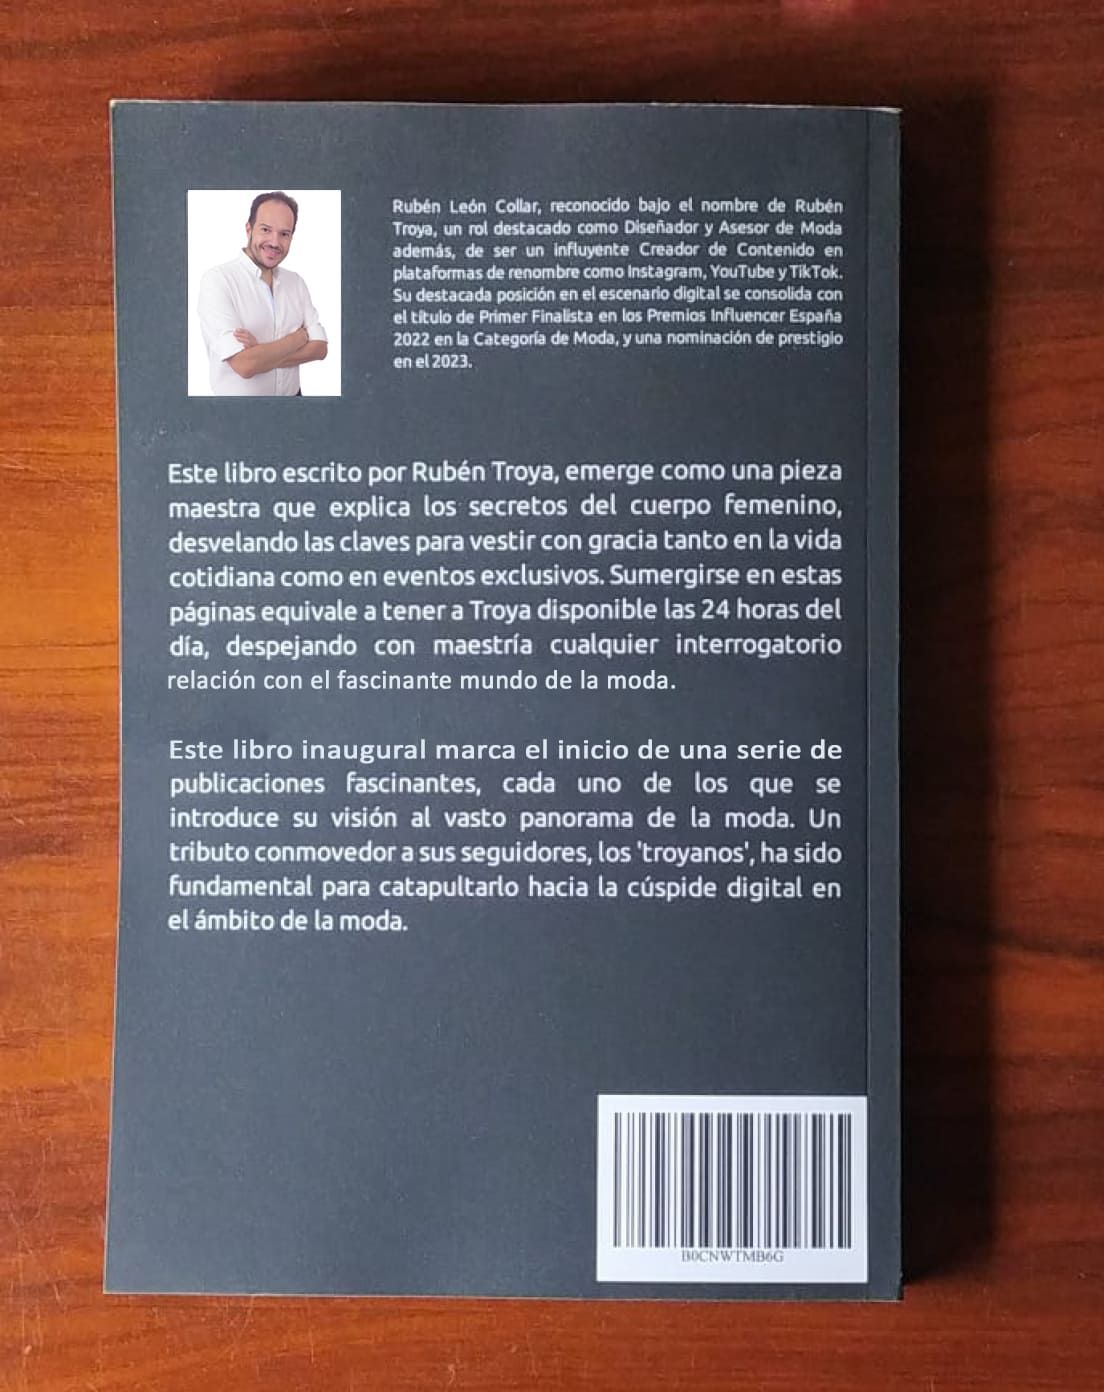 Rubén León Collar, reconocido bajo el nombre de Rubén
Troya, un rol destacado como Diseñador y Asesor de Moda
además, de ser un influyente Creador de Contenido en
plataformas de renombre como Instagram, YouTube y TikTok.
Su destacada posición en el escenario digital se consolida con
el título de Primer Finalista en los Premios Influencer España
2022 en la Categoría de Moda, y una nominación de prestigio
en el 2023.
Este libro escrito por Rubén Troya, emerge como una pieza
maestra que explica los secretos del cuerpo femenino,
desvelando las claves para vestir con gracia tanto en la vida
cotidiana como en eventos exclusivos. Sumergirse en estas
páginas equivale a tener a Troya disponible las 24 horas del
día, despejando con maestría cualquier interrogatorio
relación con el fascinante mundo de la moda.
Este libro inaugural marca el inicio de una serie de
publicaciones fascinantes, cada uno de los que se
introduce su visión al vasto panorama de la moda. Un
tributo conmovedor a sus seguidores, los 'troyanos', ha sido
fundamental para catapultarlo hacia la cúspide digital en
el ámbito de la moda.
B0CNWTMB6G